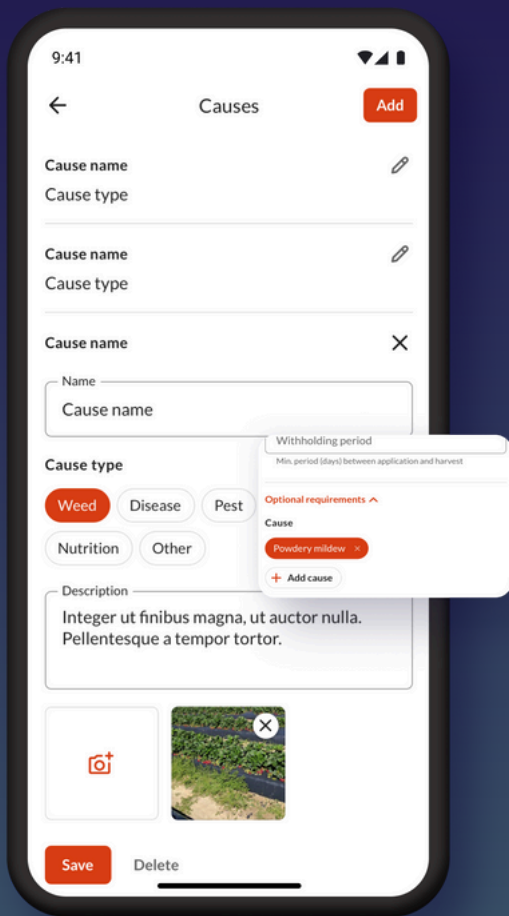 9:41
Causes
Add
Cause name
Cause type
Cause name
Cause type
Cause name
Name
Cause name
Cause type
Weed
Disease
Pest
Nutrition
Other
Withholding period
Min. period (days) between application and harvest
Optional requirements
Cause
Powdery mildew
Add cause
Description
Integer ut finibus magna, ut auctor nulla.
Pellentesque a tempor tortor.
Save
Delete